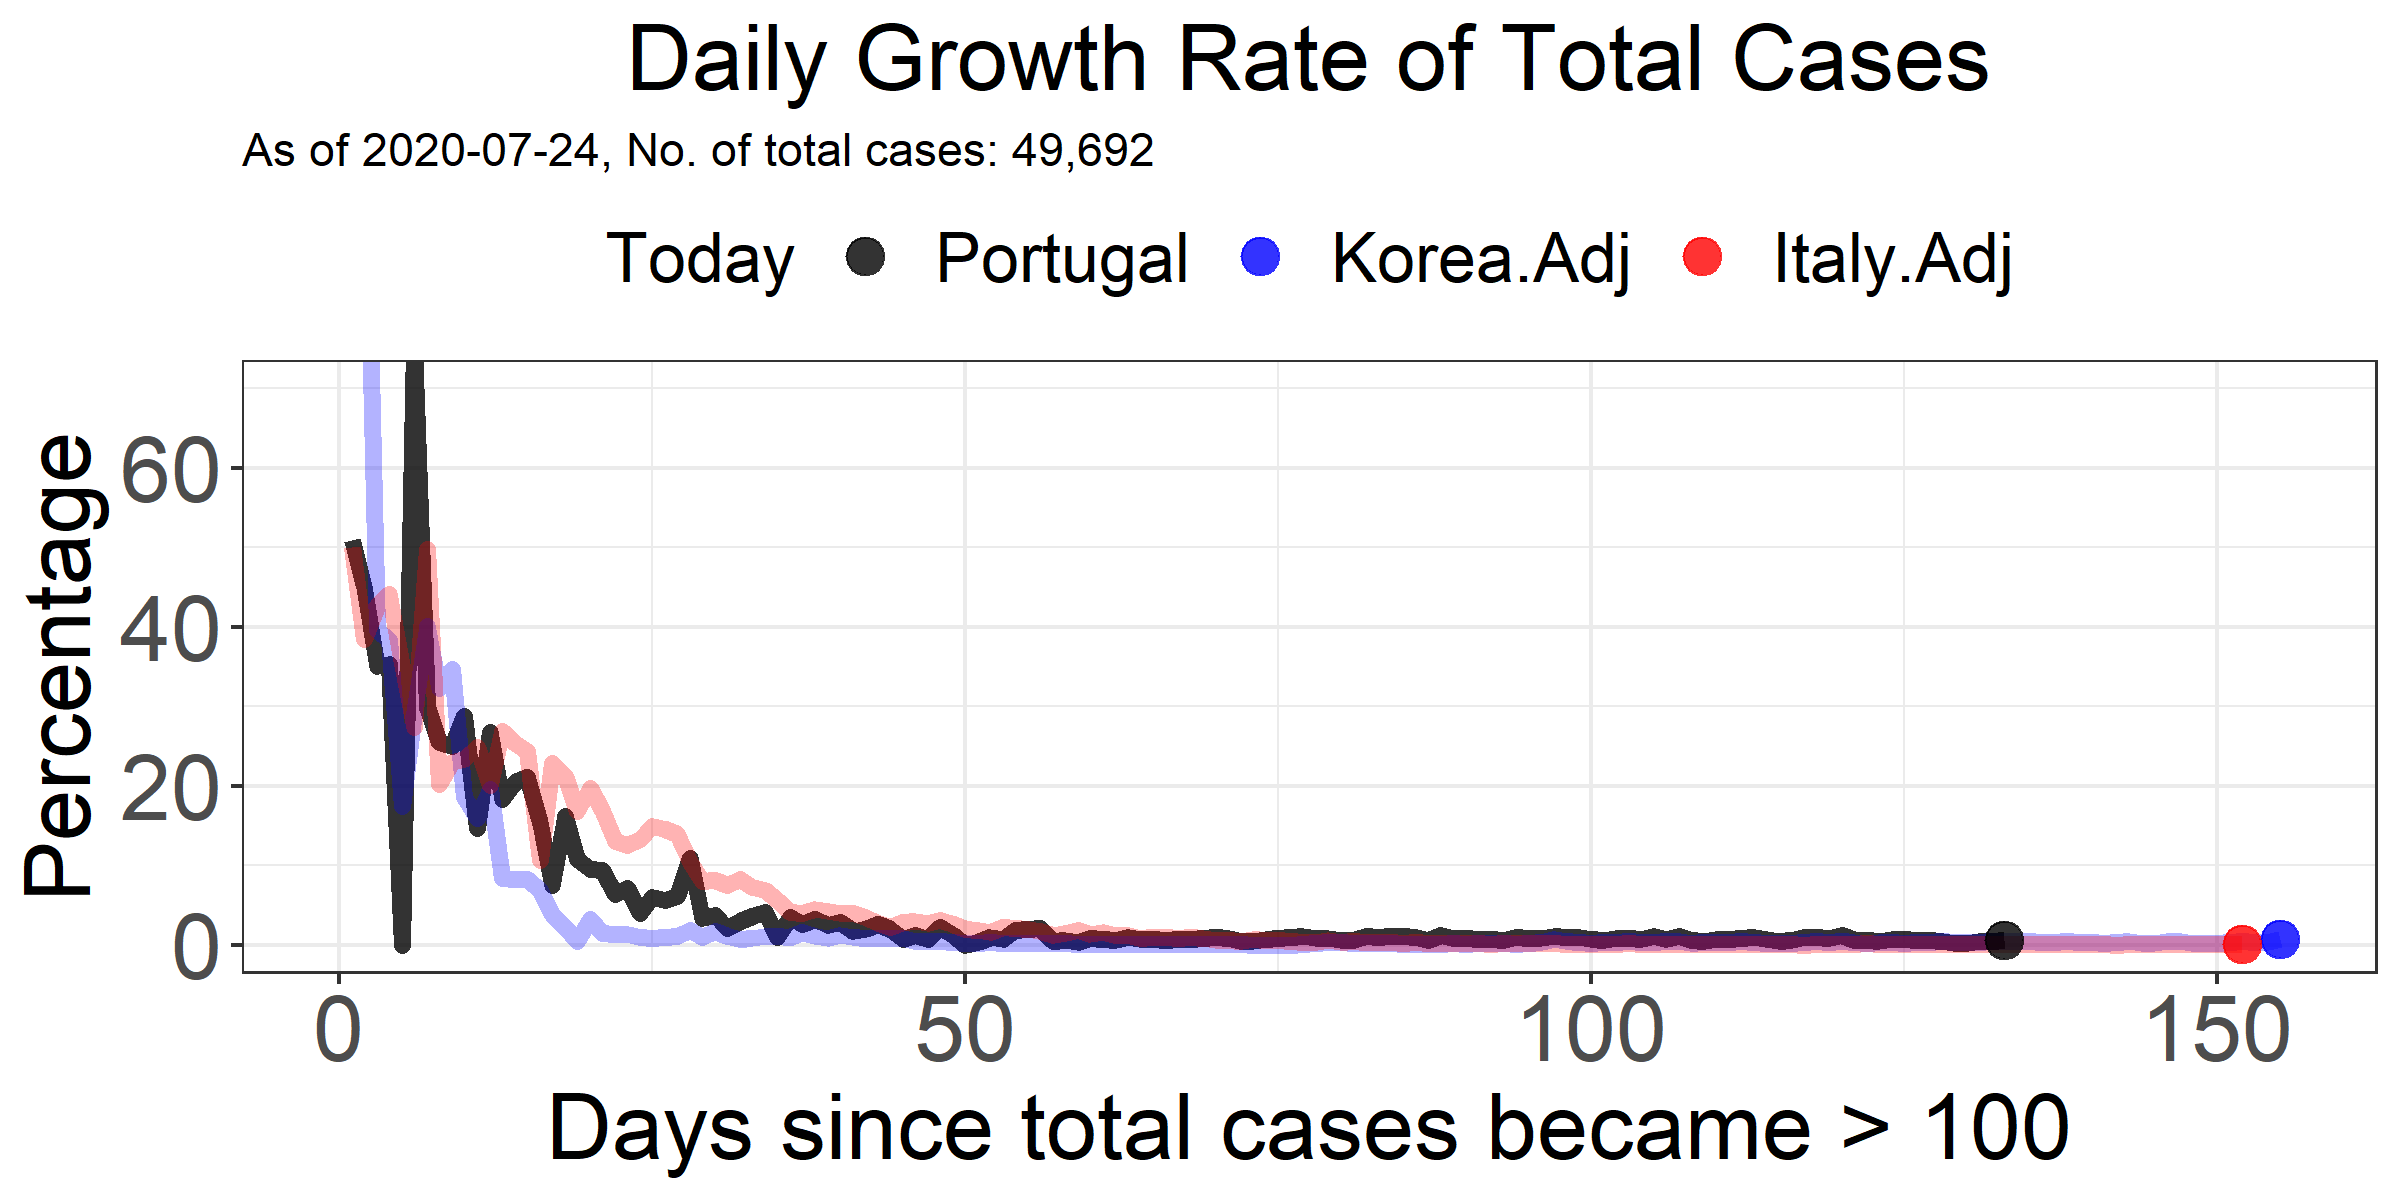 Daily Growth Rate of Total Cases
As of 2020-07-24, No. of total cases: 49,692
Today Portugal Korea.Adj Italy.Adj
Percentage
60
40
20
0
0 50 100 150
Days since total cases became > 100